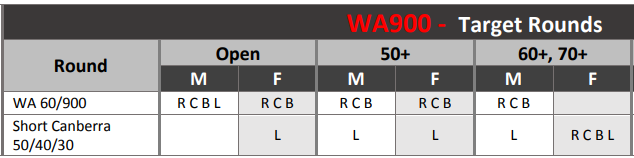 WA900 - Target Rounds
Round Open 50+ 60+, 70+
M F M F M F
WA 60/900 R C B L R C B R C B R C B R C B
Short Canberra
50/40/30 L L L L R C B L